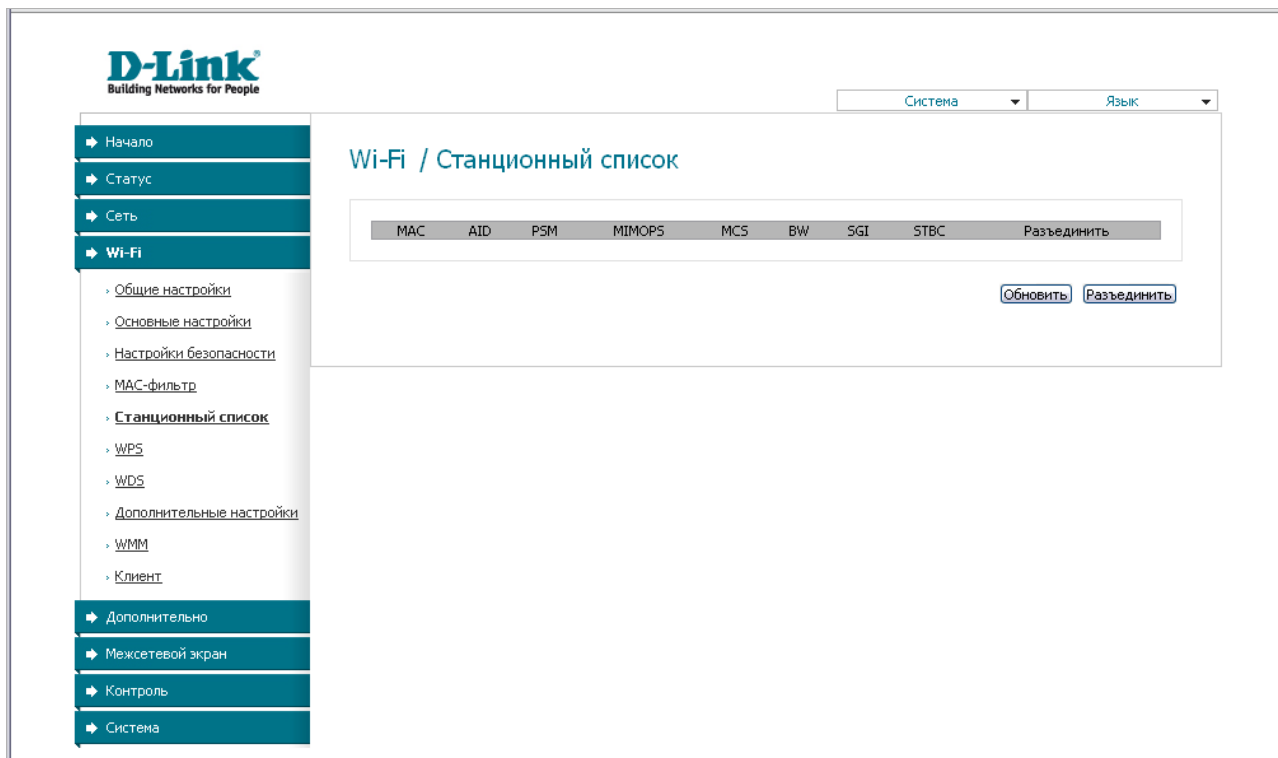 D-Link
Building Networks for People
Система
Язык
Начало
Статус
Сеть
Wi-Fi
Общие настройки
Основные настройки
Настройки безопасности
MAC-фильтр
Станционный список
WPS
WDS
Дополнительные настройки
WMM
Клиент
Дополнительно
Межсетевой экран
Контроль
Система
Wi-Fi / Станционный список
MAC AID PSM MIMOPS MCS BW SGI STBC Разъединить
Обновить Разъединить